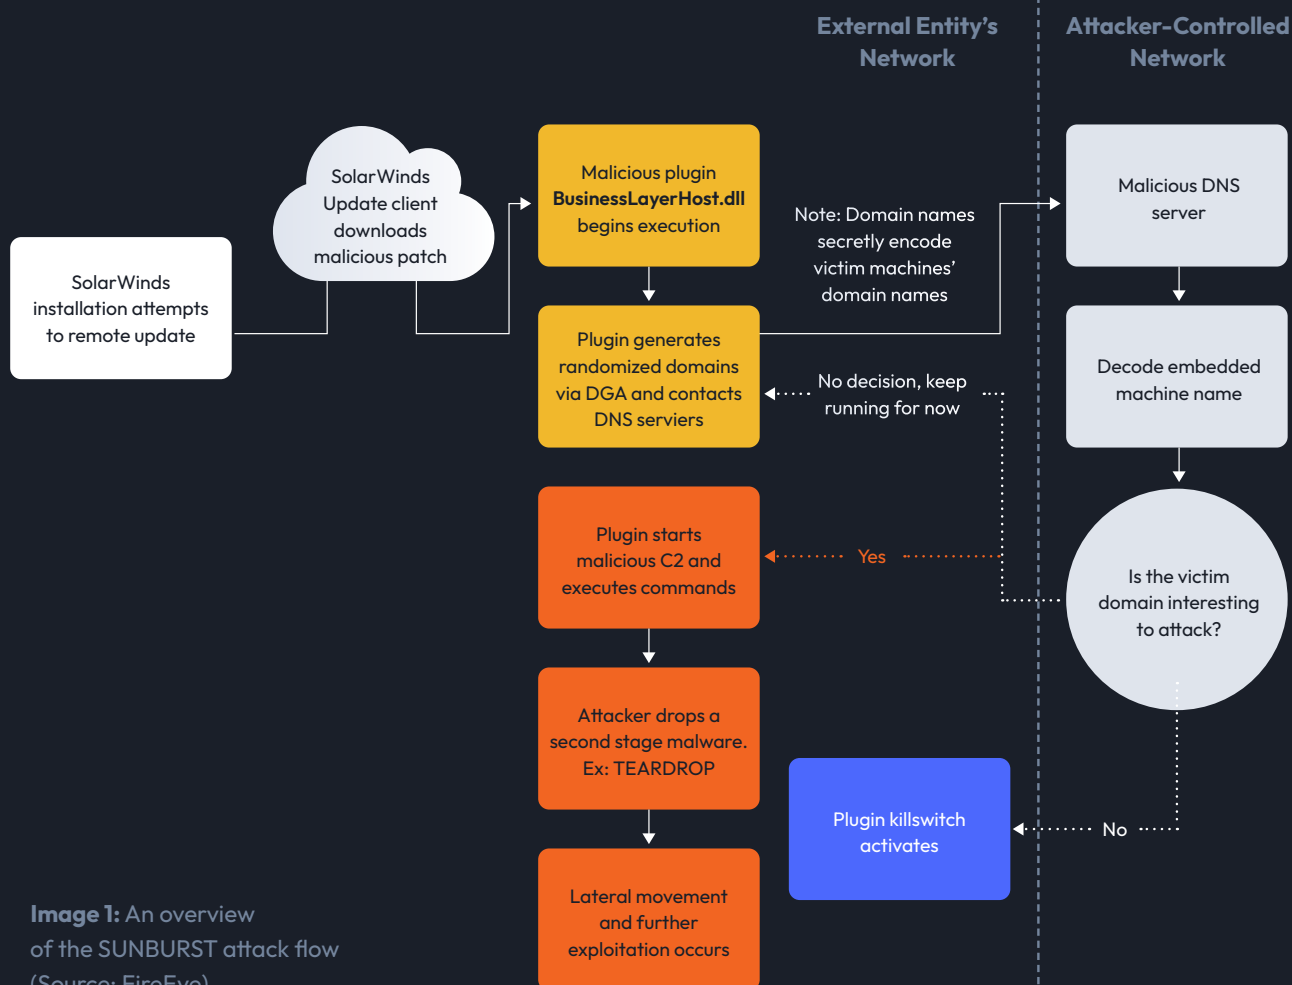 External Entity’s
Network
Attacker-Controlled
Network
SolarWinds
installation attempts
to remote update
SolarWinds
Update client
downloads
malicious patch
Malicious plugin
BusinessLayerHost.dll
begins execution
Plugin generates
randomized domains
via DGA and contacts
DNS serviers
Note: Domain names
secretly encode
victim machines’
domain names
Malicious DNS
server
Decode embedded
machine name
Is the victim
domain interesting
to attack?
No decision, keep
running for now
Yes
Plugin starts
malicious C2 and
executes commands
Attacker drops a
second stage malware.
Ex: TEARDROP
Lateral movement
and further
exploitation occurs
No
Plugin killswitch
activates
Image 1: An overview
of the SUNBURST attack flow
(Source: FireEye)